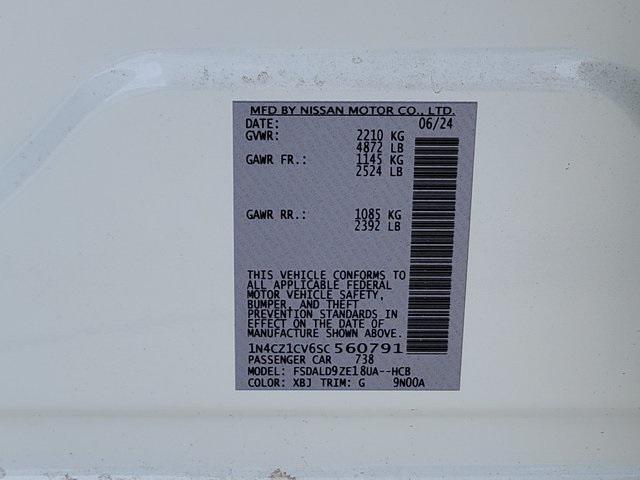 MFD BY NISSAN MOTOR CO., LTD.
DATE: 06/24
GVWR: 2210 KG
4872 LB
GAWR FR.: 1145 KG
2524 LB
GAWR RR.: 1085 KG
2392 LB
THIS VEHICLE CONFORMS TO
ALL APPLICABLE FEDERAL
MOTOR VEHICLE SAFETY,
BUMPER, AND THEFT
PREVENTION STANDARDS IN
EFFECT ON THE DATE OF
MANUFACTURE SHOWN ABOVE.
1N4CZ1CV6SC560791
PASSENGER CAR 738
MODEL: FSDALD9ZE18UA--HCB
COLOR: XBJ TRIM: G 9N00A